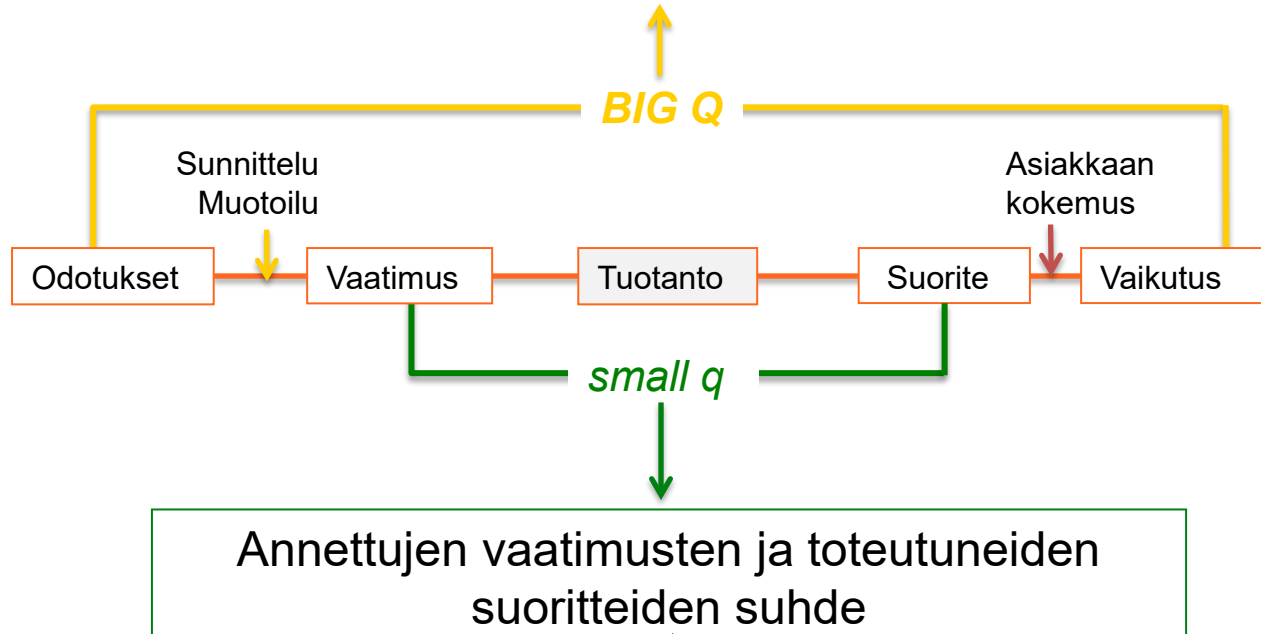 BIG Q
Sunnittelu
Muotoilu
Asiakkaan
kokemus
Odotukset
Vaatimus
Tuotanto
Suorite
Vaikutus
small q
Annettujen vaatimusten ja toteutuneiden
suoritteiden suhde